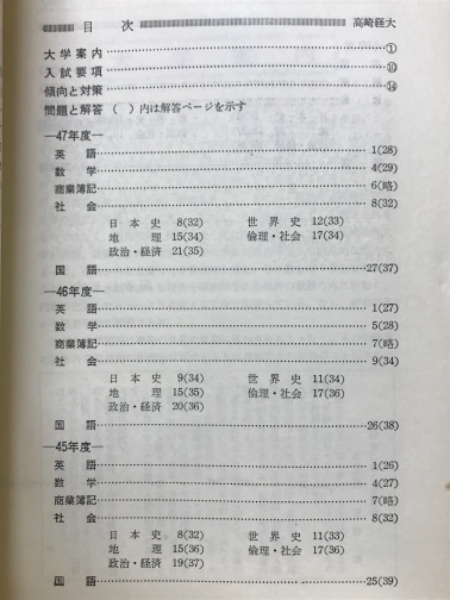 目 次 高崎経大
大学案内 ①
入試要項 ⑩
傾向と対策 ⑭
問題と解答 ( )内は解答ページを示す
—47年度—
英 語 1(28)
数 学 4(29)
商業簿記 6(略)
社 会 8(32)
日 本 史 8(32) 世 界 史 12(33)
地 理 15(34) 倫理・社会 17(34)
政治・経済 21(35)
国 語 27(37)
—46年度—
英 語 1(27)
数 学 5(28)
商業簿記 7(略)
社 会 9(34)
日 本 史 9(34) 世 界 史 11(34)
地 理 15(35) 倫理・社会 17(36)
政治・経済 20(36)
国 語 26(38)
—45年度—
英 語 1(26)
数 学 4(27)
商業簿記 7(略)
社 会 8(32)
日 本 史 8(32) 世 界 史 11(33)
地 理 15(36) 倫理・社会 17(36)
政治・経済 19(37)
国 語 25(39)